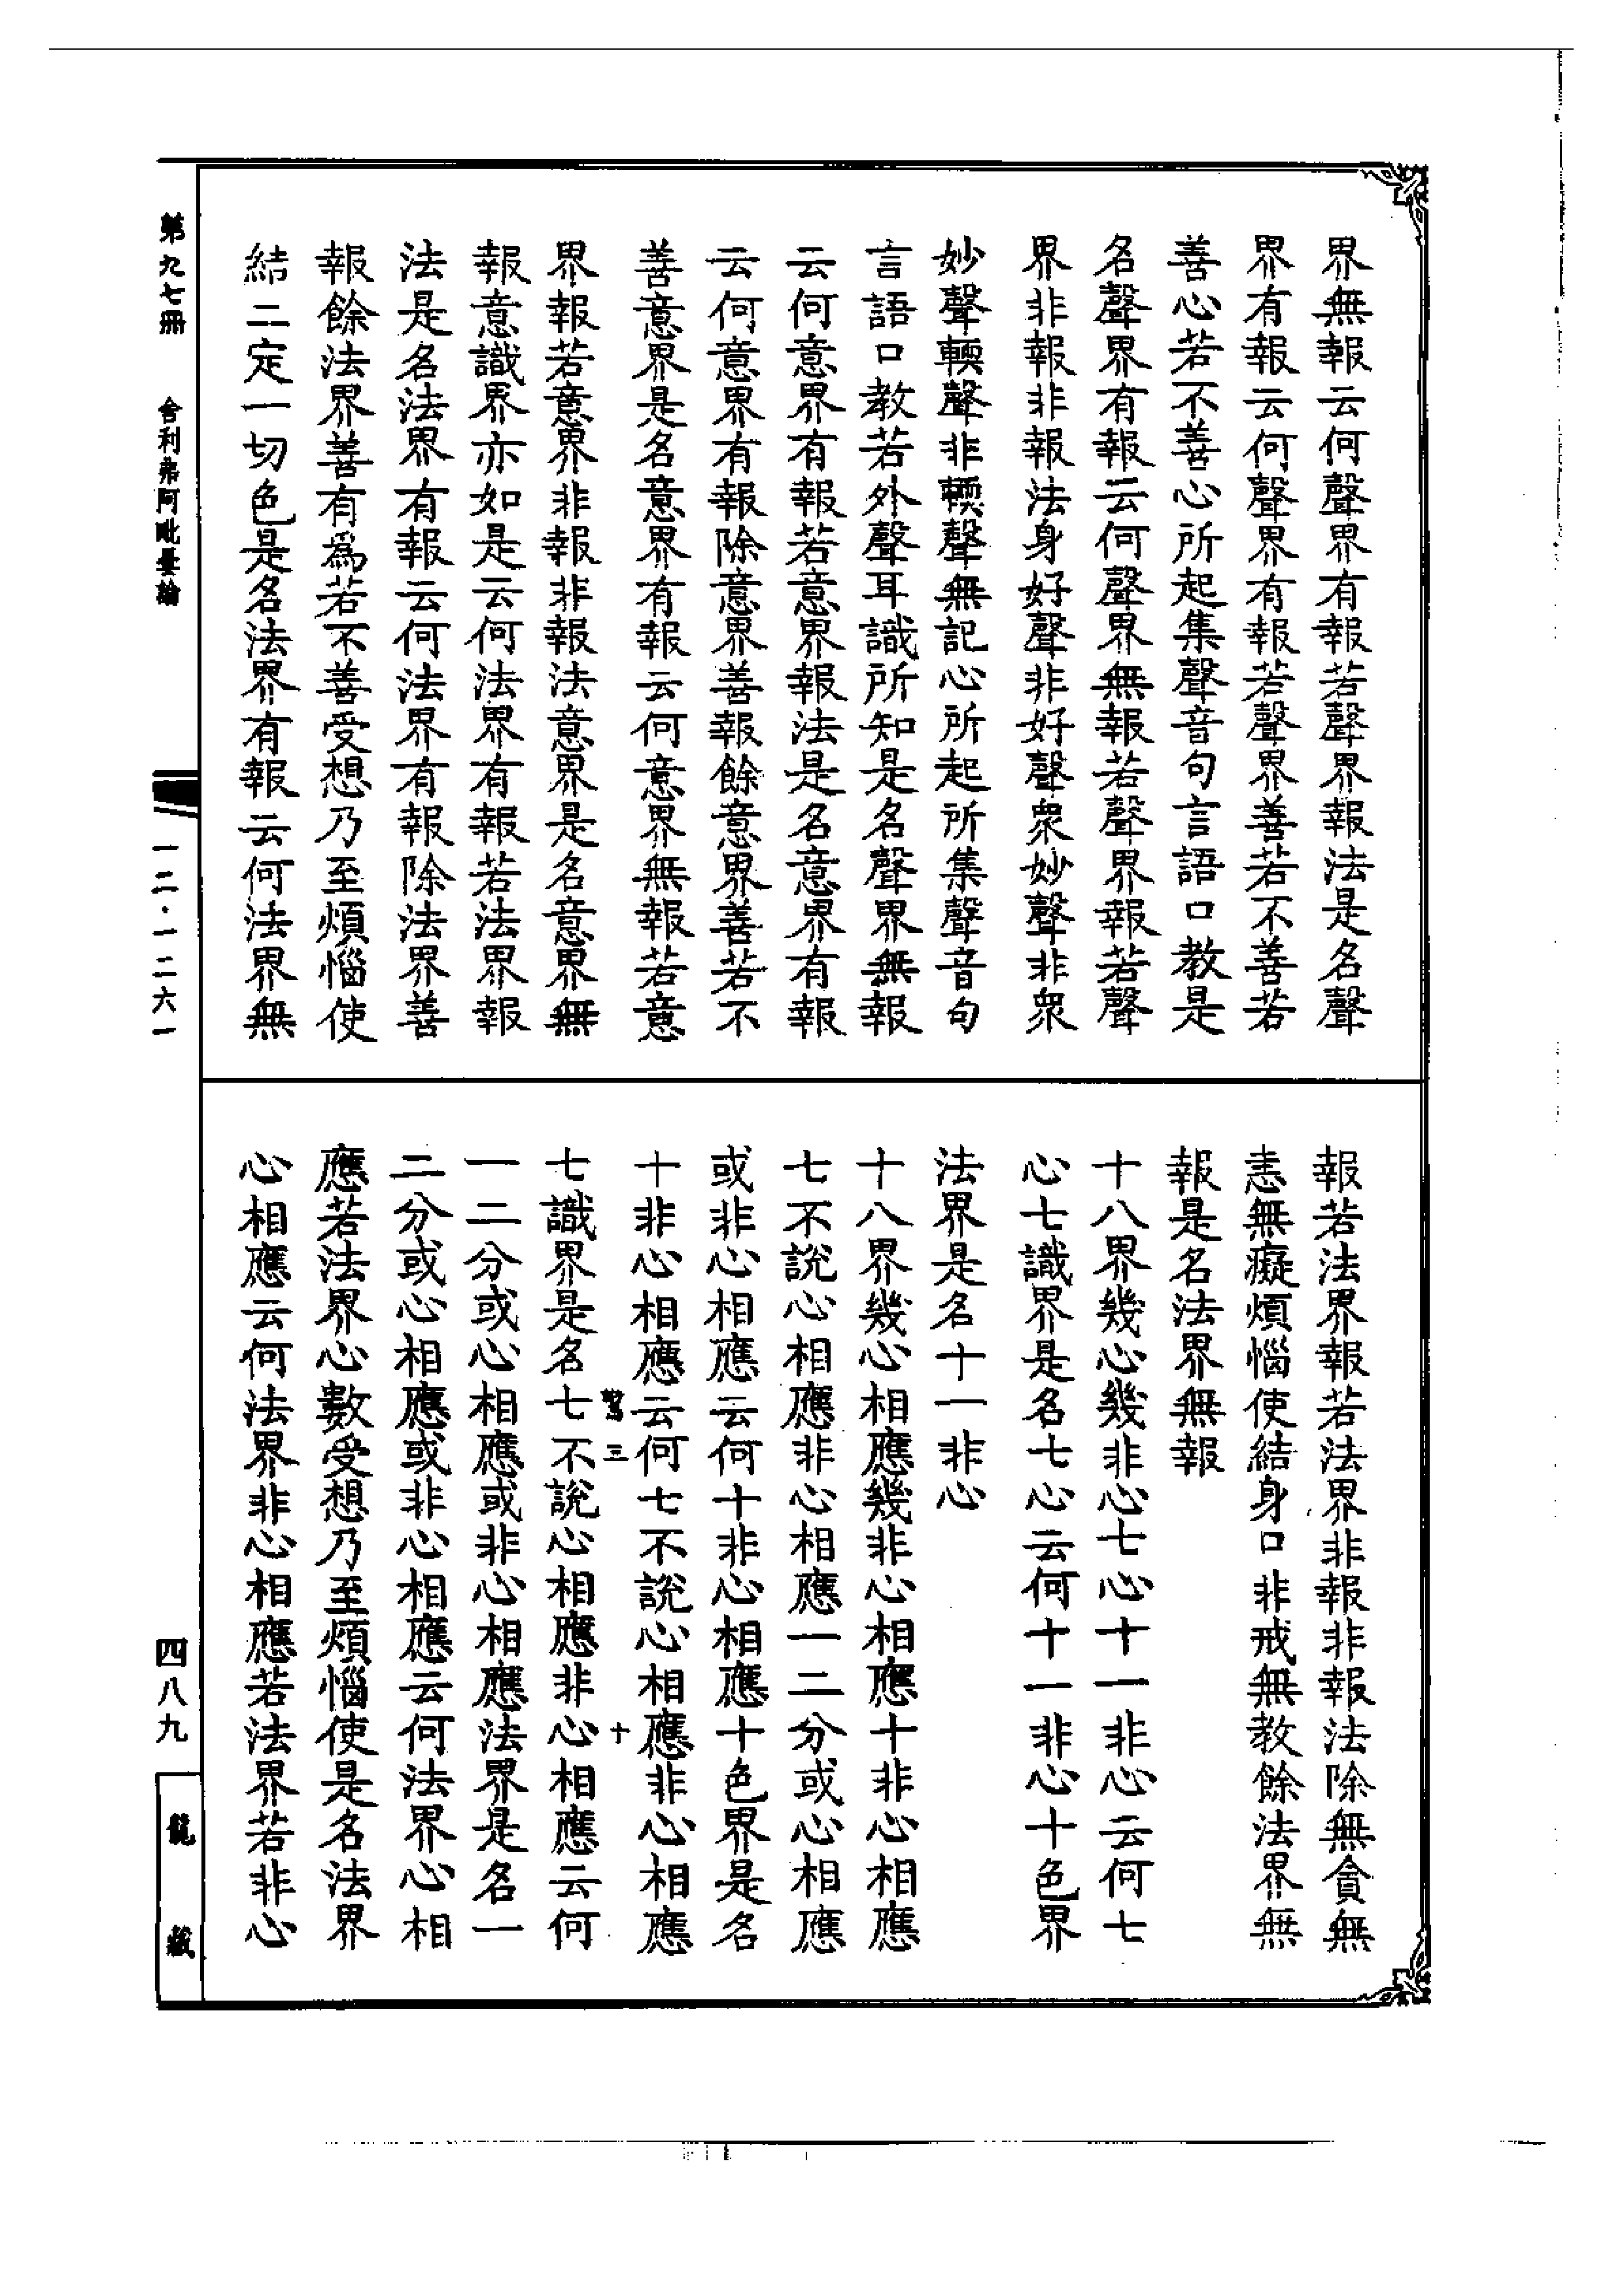 界無報云何聲界有報若聲界報法是名聲
界有報云何聲界有報若聲界善若不善若
善心若不善心所起集聲音句言語口教是
名聲界有報云何聲界無報若聲界報若聲
界非報非報法身好聲非好聲衆妙聲非衆
妙聲軟聲非軟聲無記心所起所集聲音句
言語口教若外聲耳識所知是名聲界無報
云何意界有報若意界報法是名意界有報
云何意界有報除意界善報餘意界善若不
善意界是名意界有報云何意界無報若意
界報若意界非報非報法意界是名意界無
報意識界亦如是云何法界有報若法界報
法是名法界有報云何法界有報除法界善
報餘法界善有為若不善受想乃至煩惱使
結二定一切色是名法界有報云何法界無
報若法界報若法界非報非報法除無貪無
恚無癡煩惱使結身口非戒無教餘法界無
報是名法界無報
十八界幾心幾非心七心十一非心云何七
心七識界是名七心云何十一非心十色界
法界是名十一非心
十八界幾心相應幾非心相應十非心相應
七不說心相應非心相應一二分或心相應
或非心相應云何十非心相應十色界是名
十非心相應云何七不說心相應非心相應
七識界是名七不說心相應非心相應云何
一二分或心相應或非心相應法界是名一
二分或心相應或非心相應云何法界心相
應若法界心數受想乃至煩惱使是名法界
心相應云何法界非心相應若法界若非心
三
十
第九七冊
舍利弗阿毗曇論
一二·一二六一
四八九
龍藏